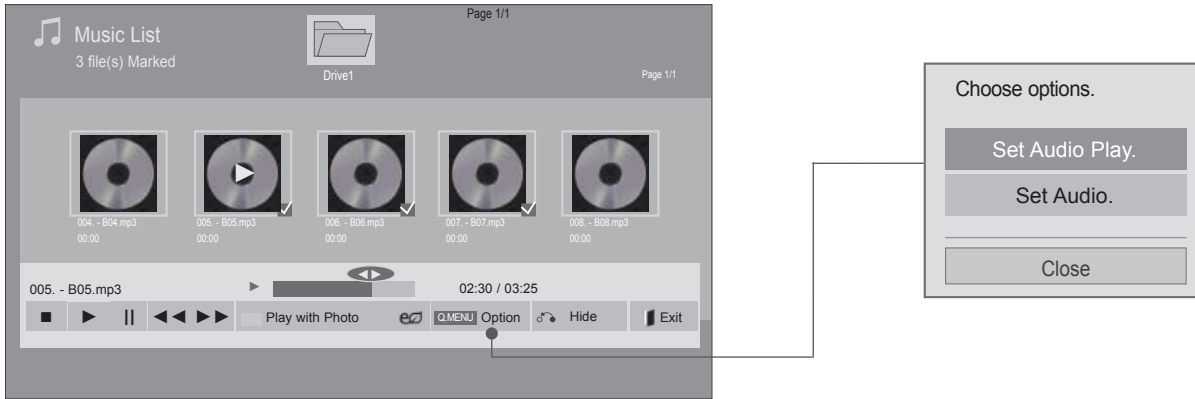 Page 1/1
Music List
3 file(s) Marked
Drive1
Page 1/1
004. - B04.mp3
00:00
005. - B05.mp3
00:00
006. - B06.mp3
00:00
007. - B07.mp3
00:00
008. - B08.mp3
00:00
005. - B05.mp3
02:30 / 03:25
Play with Photo
Q.MENU Option
Hide
Exit
Choose options.
Set Audio Play.
Set Audio.
Close